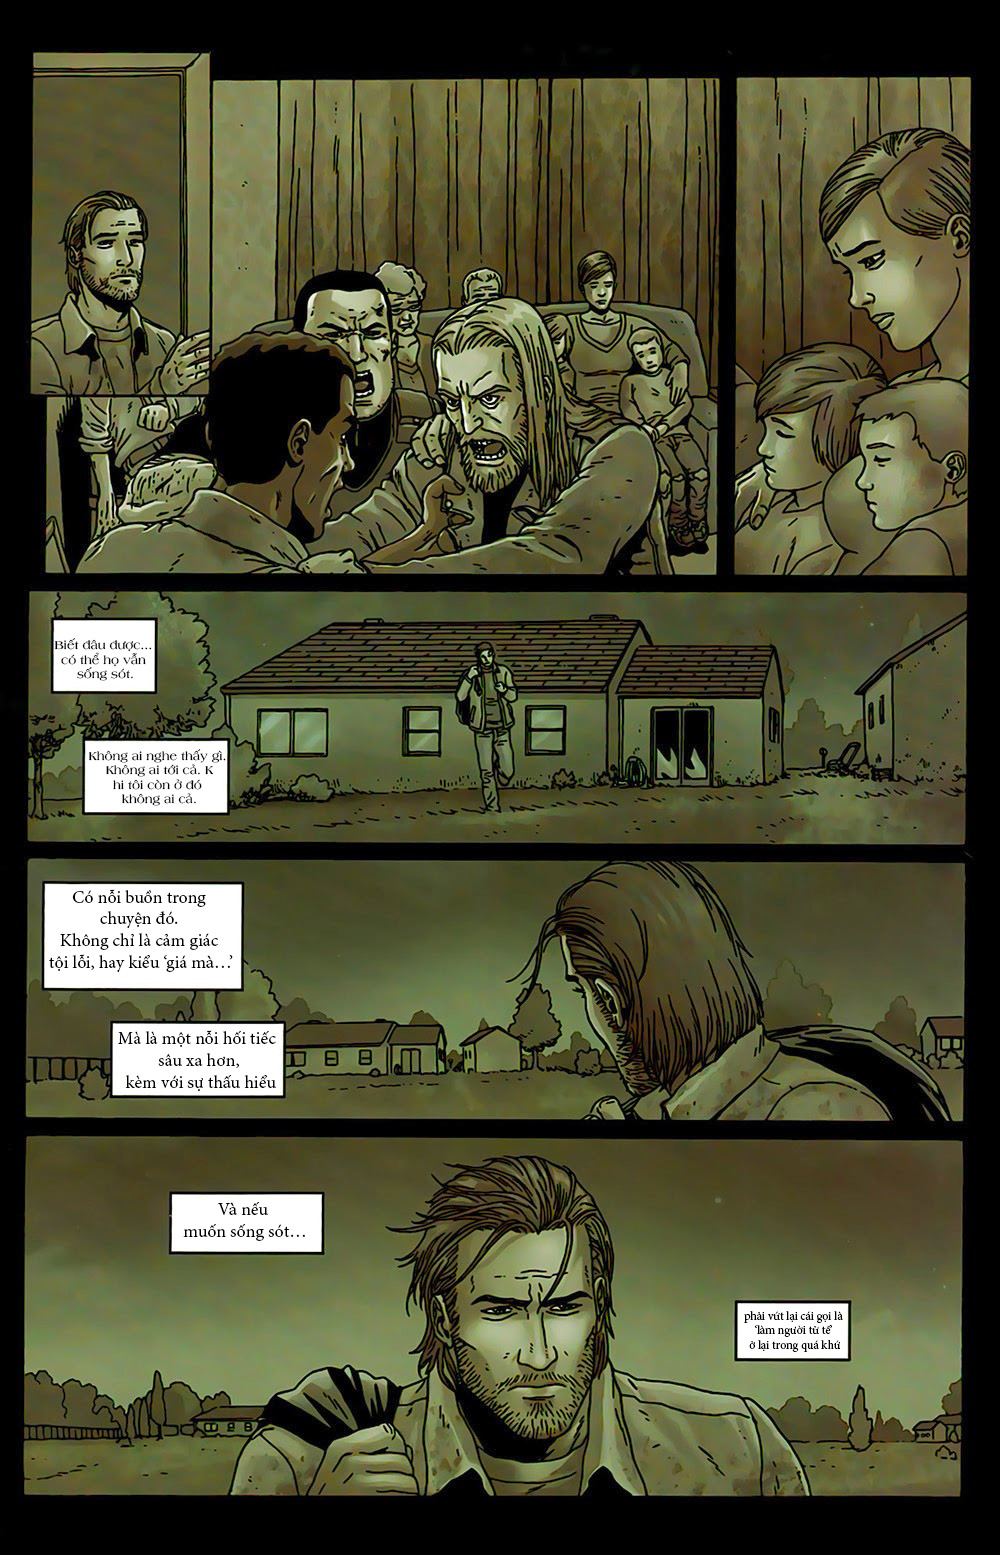 Biết đâu được...
có thể họ vẫn
sống sót.
Không ai nghe thấy gì.
Không ai tới cả. K
hi tôi còn ở đó
không ai cả.
Có nỗi buồn trong
chuyện đó.
Không chỉ là cảm giác
tội lỗi, hay kiểu ‘giá mà…’
Mà là một nỗi hối tiếc
sâu xa hơn,
kèm với sự thấu hiểu
Và nếu
muốn sống sót…
phải vứt lại cái gọi là
‘làm người tử tế’
ở lại trong quá khứ